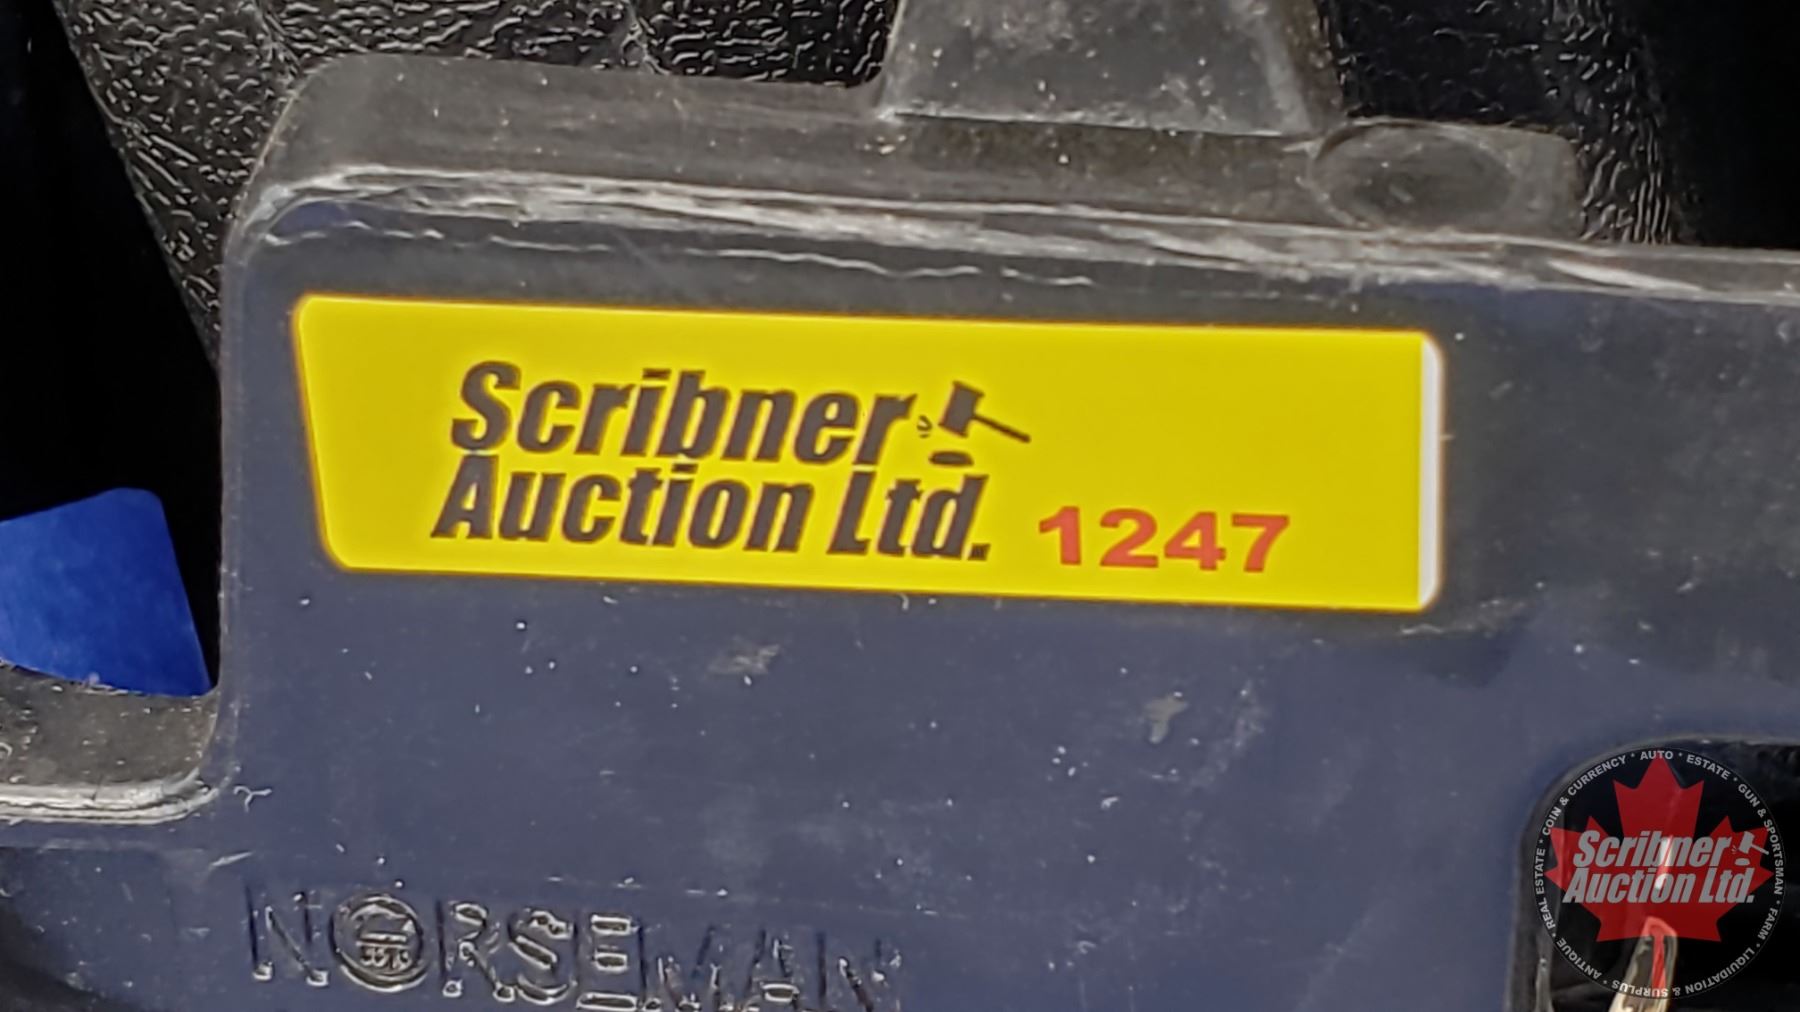 Scribner
Auction Ltd. 1247
NORSEMAN
COIN & CURRENCY * AUTO * ESTATE * GUN & SPORTSMAN * FARM * LIQUIDATION & SURPLUS * ANTIQUE * REAL ESTATE *
Scribner
Auction Ltd.